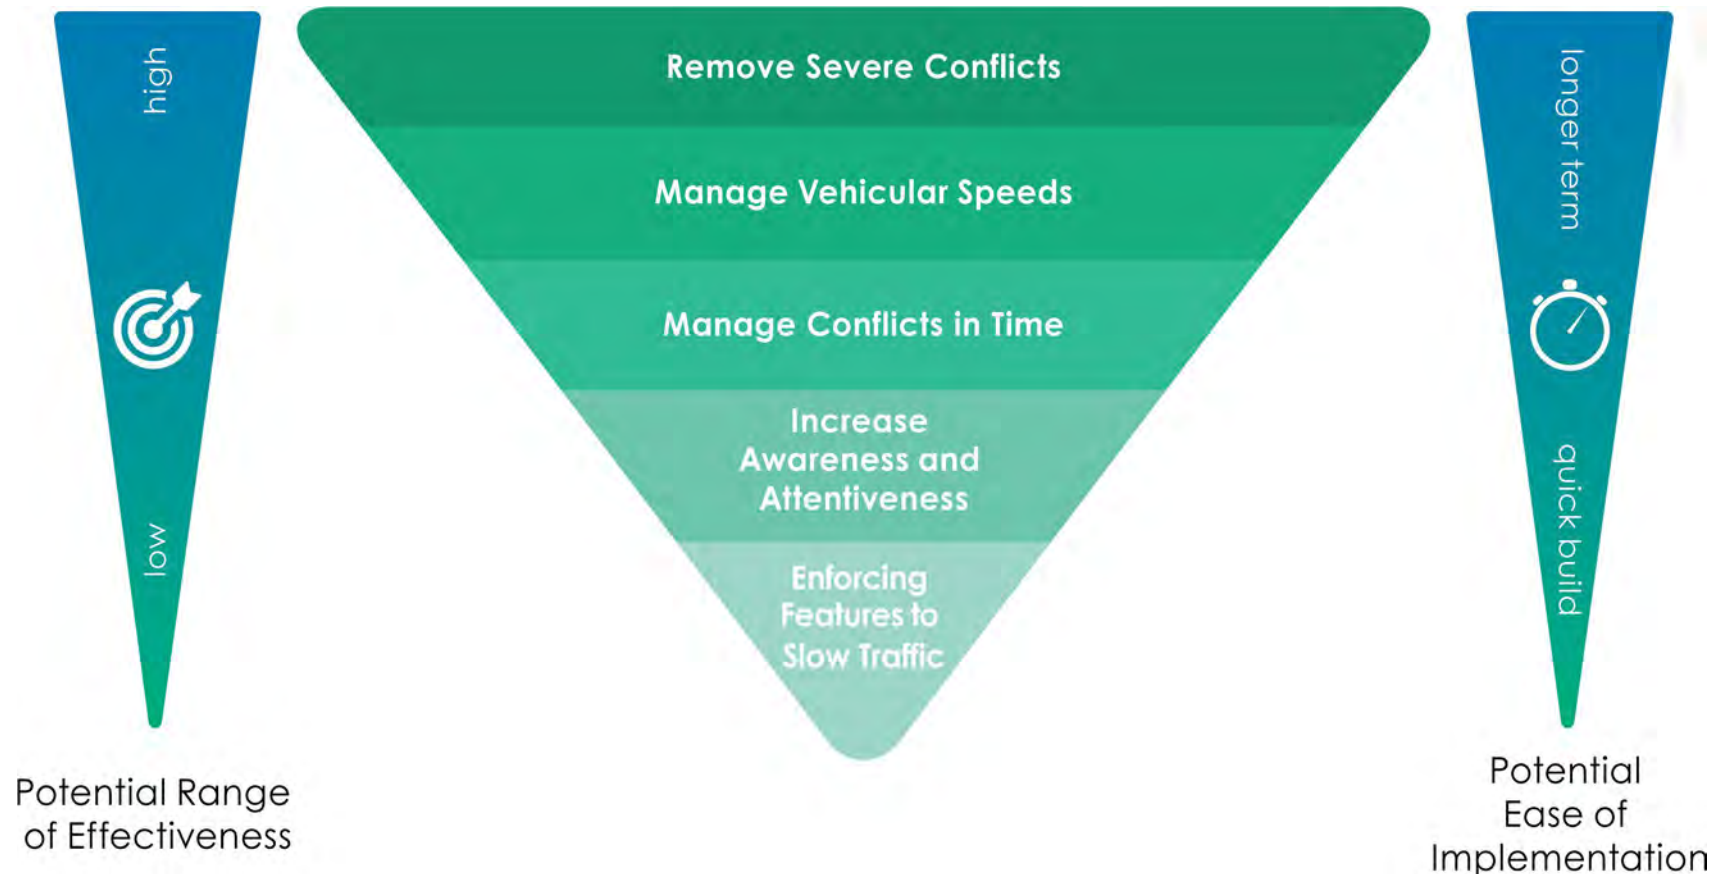 high
low
Potential Range
of Effectiveness
Remove Severe Conflicts
Manage Vehicular Speeds
Manage Conflicts in Time
Increase
Awareness and
Attentiveness
Enforcing
Features to
Slow Traffic
longer term
quick build
Potential
Ease of
Implementation